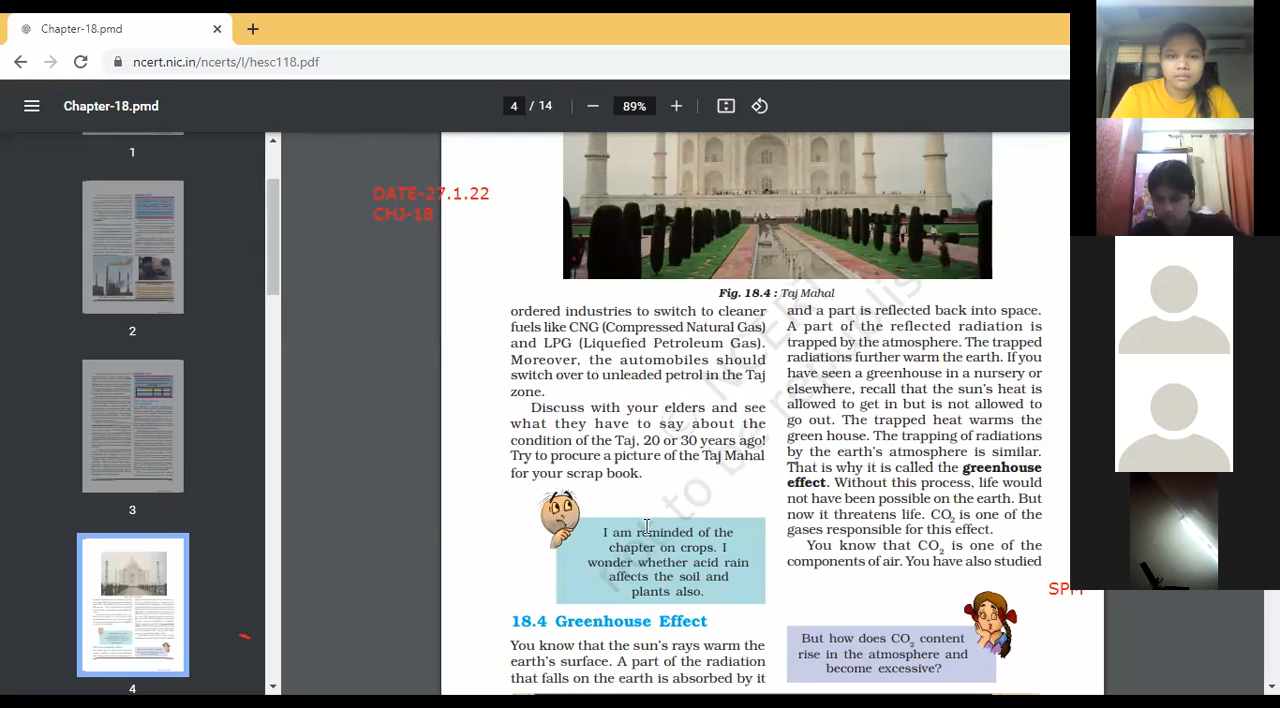 Chapter-18.pmd
ncert.nic.in/ncerts/l/hesc118.pdf
Chapter-18.pmd
4 / 14
89%
1
2
3
4
DATE-27.1.22
CHJ-18
Fig. 18.4 : Taj Mahal
ordered industries to switch to cleaner
fuels like CNG (Compressed Natural Gas)
and LPG (Liquefied Petroleum Gas).
Moreover, the automobiles should
switch over to unleaded petrol in the Taj
zone.
Discuss with your elders and see
what they have to say about the
condition of the Taj, 20 or 30 years ago!
Try to procure a picture of the Taj Mahal
for your scrap book.
I am reminded of the
chapter on crops. I
wonder whether acid rain
affects the soil and
plants also.
18.4 Greenhouse Effect
You know that the sun's rays warm the
earth's surface. A part of the radiation
that falls on the earth is absorbed by it
and a part is reflected back into space.
A part of the reflected radiation is
trapped by the atmosphere. The trapped
radiations further warm the earth. If you
have seen a greenhouse in a nursery or
elsewhere, recall that the sun's heat is
allowed to get in but is not allowed to
go out. The trapped heat warms the
green house. The trapping of radiations
by the earth's atmosphere is similar.
That is why it is called the greenhouse
effect. Without this process, life would
not have been possible on the earth. But
now it threatens life. CO₂ is one of the
gases responsible for this effect.
You know that CO₂ is one of the
components of air. You have also studied
But how does CO₂ content
rise in the atmosphere and
become excessive?